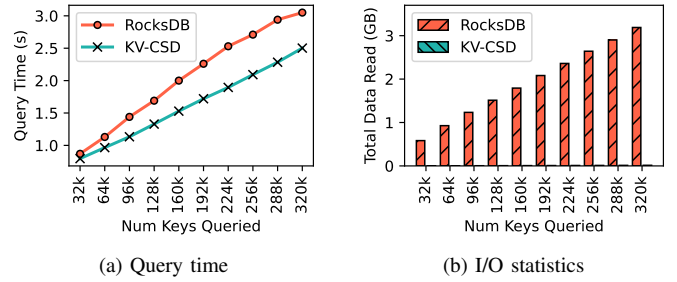 RocksDB
KV-CSD
Query Time (s)
3.0
2.5
2.0
1.5
1.0
32k
64k
96k
128k
160k
192k
224k
256k
288k
320k
Num Keys Queried
(a) Query time
RocksDB
KV-CSD
Total Data Read (GB)
3
2
1
0
32k
64k
96k
128k
160k
192k
224k
256k
288k
320k
Num Keys Queried
(b) I/O statistics